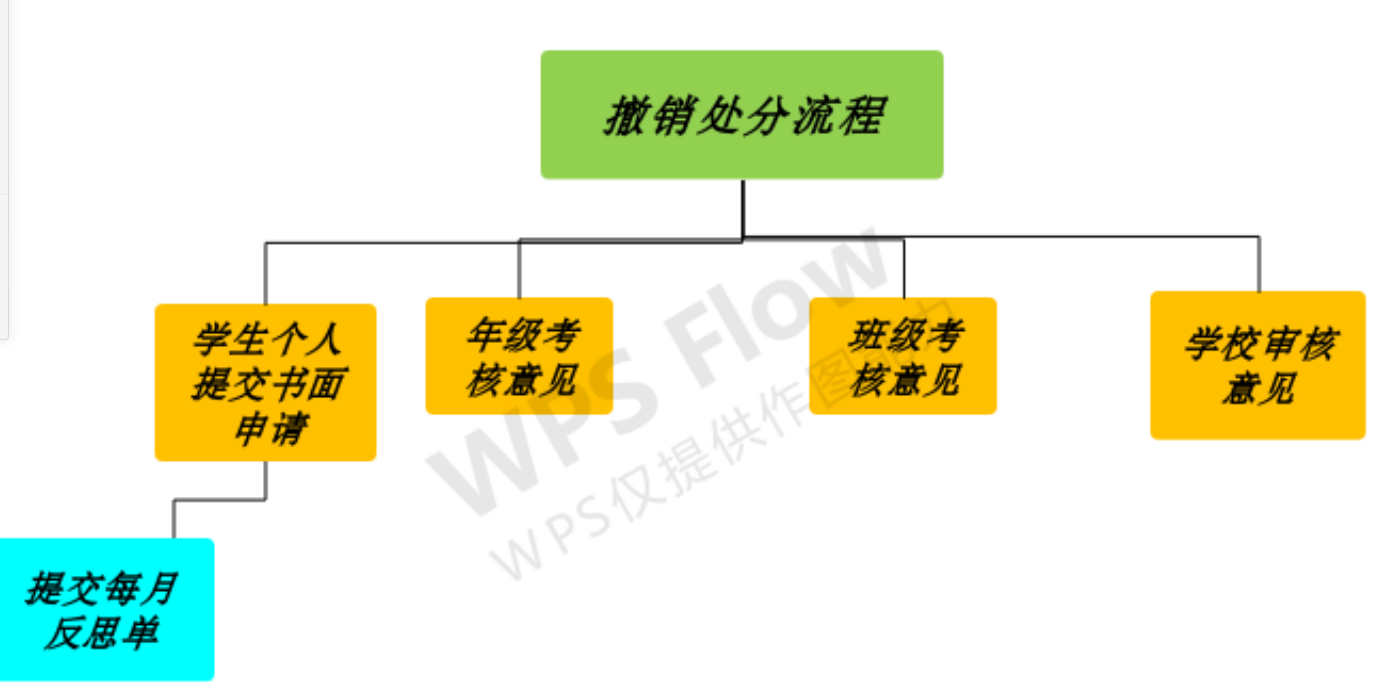 撤销处分流程
学生个人
提交书面
申请
年级考
核意见
班级考
核意见
学校审核
意见
提交每月
反思单
WPS Flow
WPS仅提供作图能力